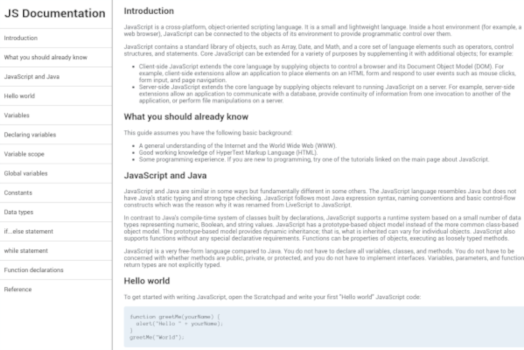 JS Documentation
Introduction
What you should already know
JavaScript and Java
Hello world
Variables
Declaring variables
Variable scope
Global variables
Constants
Data types
if...else statement
while statement
Function declarations
Reference
Introduction
JavaScript is a cross-platform, object-oriented scripting language. It is a small and lightweight language. Inside a host environment (for example, a
web browser), JavaScript can be connected to the objects of its environment to provide programmatic control over them.
JavaScript contains a standard library of objects, such as Array, Date, and Math, and a core set of language elements such as operators, control
structures, and statements. Core JavaScript can be extended for a variety of purposes by supplementing it with additional objects; for example:
• Client-side JavaScript extends the core language by supplying objects to control a browser and its Document Object Model (DOM). For
example, client-side extensions allow an application to place elements on an HTML form and respond to user events such as mouse clicks,
form input, and page navigation.
• Server-side JavaScript extends the core language by supplying objects relevant to running JavaScript on a server. For example, server-side
extensions allow an application to communicate with a database, provide continuity of information from one invocation to another of the
application, or perform file manipulations on a server.
What you should already know
This guide assumes you have the following basic background:
• A general understanding of the Internet and the World Wide Web (WWW).
• Good working knowledge of HyperText Markup Language (HTML).
• Some programming experience. If you are new to programming, try one of the tutorials linked on the main page about JavaScript.
JavaScript and Java
JavaScript and Java are similar in some ways but fundamentally different in some others. The JavaScript language resembles Java but does not
have Java's static typing and strong type checking. JavaScript follows most Java expression syntax, naming conventions and basic control-flow
constructs which was the reason why it was renamed from LiveScript to JavaScript.
In contrast to Java's compile-time system of classes built by declarations, JavaScript supports a runtime system based on a small number of data
types representing numeric, Boolean, and string values. JavaScript has a prototype-based object model instead of the more common class-based
object model. The prototype-based model provides dynamic inheritance; that is, what is inherited can vary for individual objects. JavaScript also
supports functions without any special declarative requirements. Functions can be properties of objects, executing as loosely typed methods.
JavaScript is a very free-form language compared to Java. You do not have to declare all variables, classes, and methods. You do not have to be
concerned with whether methods are public, private, or protected, and you do not have to implement interfaces. Variables, parameters, and function
return types are not explicitly typed.
Hello world
To get started with writing JavaScript, open the Scratchpad and write your first "Hello world" JavaScript code:
function greetMe(yourName) {
alert("Hello " + yourName);
}
greetMe("World");